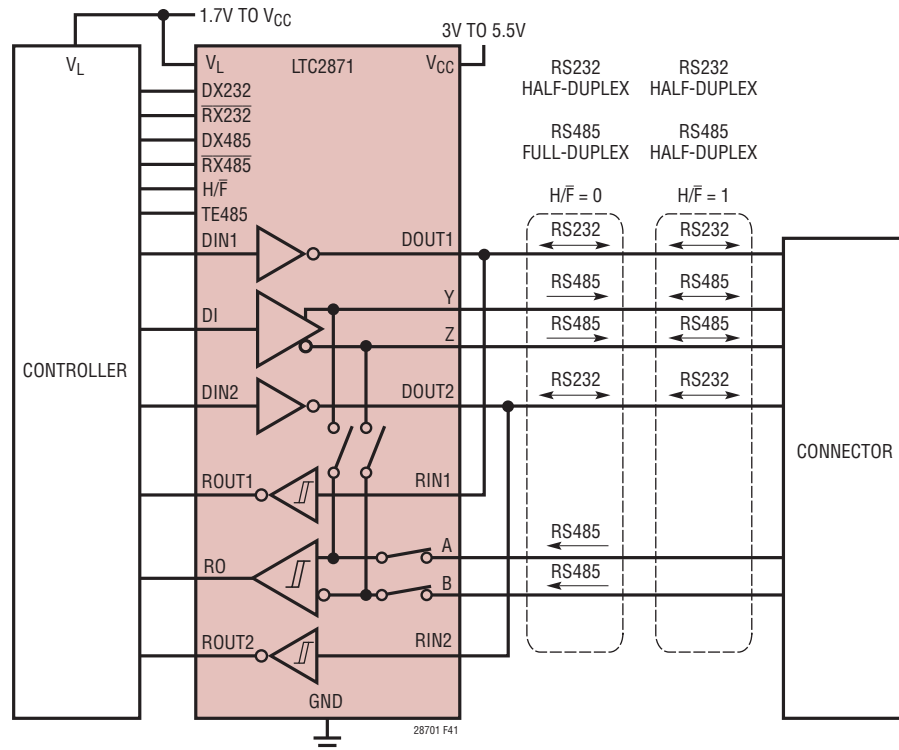 1.7V TO VCC
3V TO 5.5V
VL
VL
LTC2871
VCC
DX232
RX232
DX485
RX485
H/F̅
TE485
RS232
HALF-DUPLEX
RS232
HALF-DUPLEX
RS485
FULL-DUPLEX
RS485
HALF-DUPLEX
H/F̅ = 0
H/F̅ = 1
DIN1
DOUT1
RS232
RS232
DI
Y
RS485
RS485
Z
RS485
RS485
CONTROLLER
DIN2
DOUT2
RS232
RS232
CONNECTOR
ROUT1
RIN1
RO
A
RS485
B
RS485
ROUT2
RIN2
GND
28701 F41